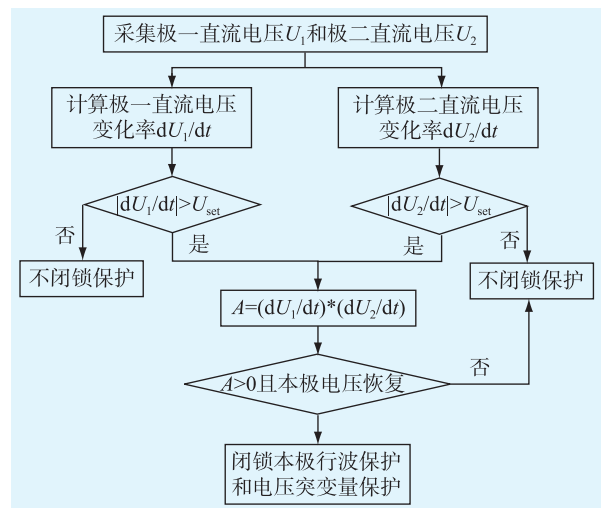 采集极一直流电压U₁和极二直流电压U₂
计算极一直流电压
变化率dU₁/dt
计算极二直流电压
变化率dU₂/dt
|dU₁/dt|>Uset
|dU₂/dt|>Uset
否
是
是
否
不闭锁保护
不闭锁保护
A=(dU₁/dt)*(dU₂/dt)
A>0且本极电压恢复
否
闭锁本极行波保护
和电压突变量保护